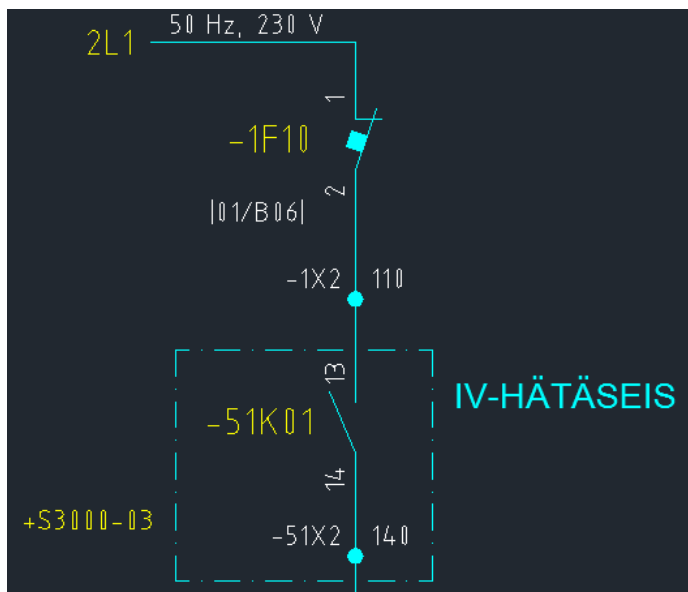 50 Hz, 230 V
2L1
1
-1F10
2
|01/B06|
-1X2 110
13
IV-HÄTÄSEIS
-51K01
14
+S3000-03
-51X2 140